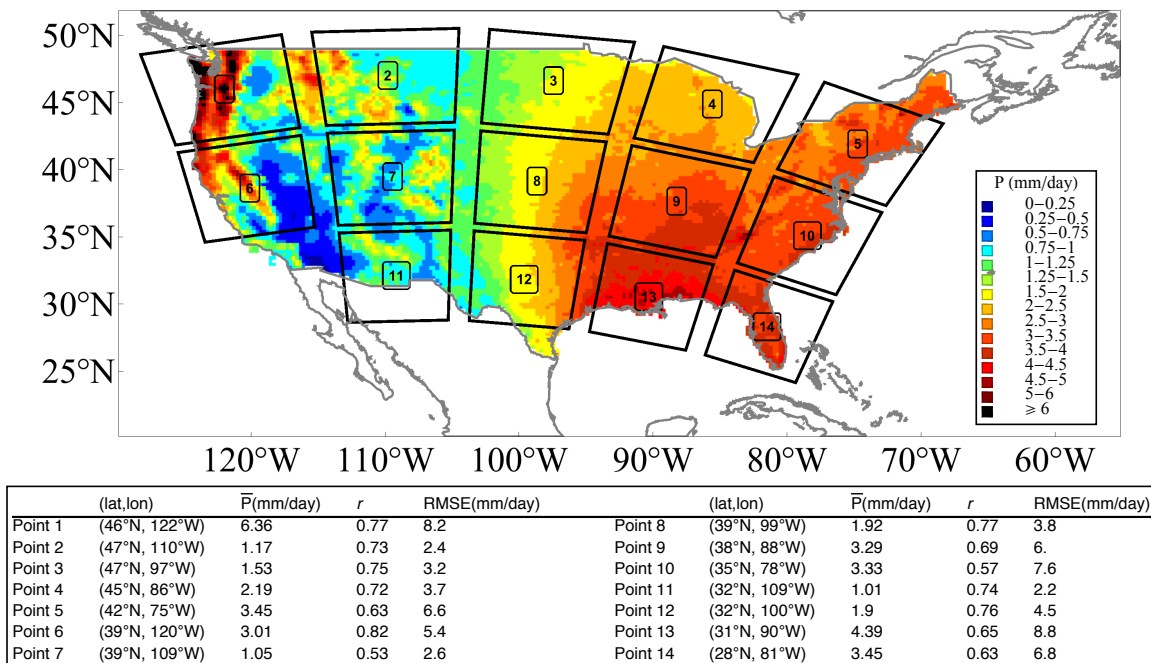 50°N
45°N
40°N
35°N
30°N
25°N
120°W 110°W 100°W 90°W 80°W 70°W 60°W
2
3
4
5
6
7
8
9
10
11
12
13
14
P (mm/day)
0−0.25
0.25−0.5
0.5−0.75
0.75−1
1−1.25
1.25−1.5
1.5−2
2−2.5
2.5−3
3−3.5
3.5−4
4−4.5
4.5−5
5−6
⩾ 6
(lat,lon) P̅(mm/day) r RMSE(mm/day) (lat,lon) P̅(mm/day) r RMSE(mm/day)
Point 1 (46°N, 122°W) 6.36 0.77 8.2 Point 8 (39°N, 99°W) 1.92 0.77 3.8
Point 2 (47°N, 110°W) 1.17 0.73 2.4 Point 9 (38°N, 88°W) 3.29 0.69 6.
Point 3 (47°N, 97°W) 1.53 0.75 3.2 Point 10 (35°N, 78°W) 3.33 0.57 7.6
Point 4 (45°N, 86°W) 2.19 0.72 3.7 Point 11 (32°N, 109°W) 1.01 0.74 2.2
Point 5 (42°N, 75°W) 3.45 0.63 6.6 Point 12 (32°N, 100°W) 1.9 0.76 4.5
Point 6 (39°N, 120°W) 3.01 0.82 5.4 Point 13 (31°N, 90°W) 4.39 0.65 8.8
Point 7 (39°N, 109°W) 1.05 0.53 2.6 Point 14 (28°N, 81°W) 3.45 0.63 6.8